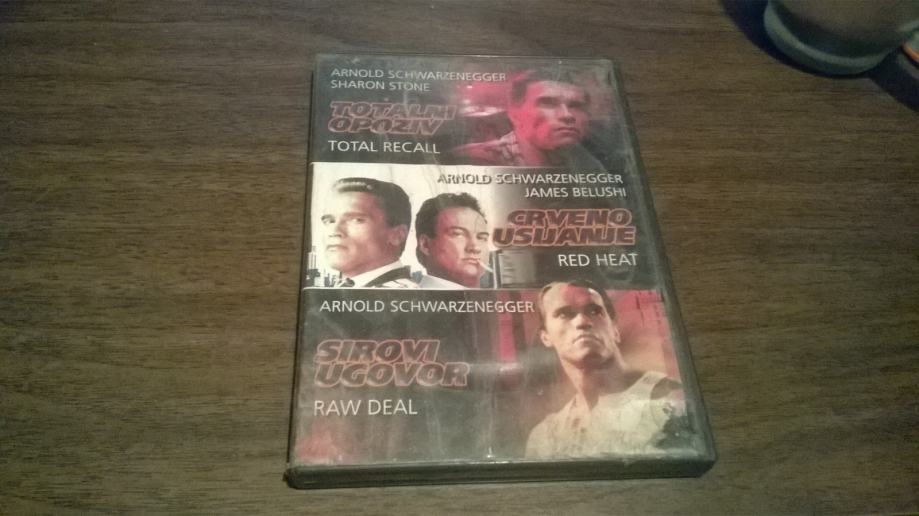 ARNOLD SCHWARZENEGGER
SHARON STONE
TOTALNI
OPOZIV
TOTAL RECALL
ARNOLD SCHWARZENEGGER
JAMES BELUSHI
CRVENO
USIJANJE
RED HEAT
ARNOLD SCHWARZENEGGER
SIROVI
UGOVOR
RAW DEAL